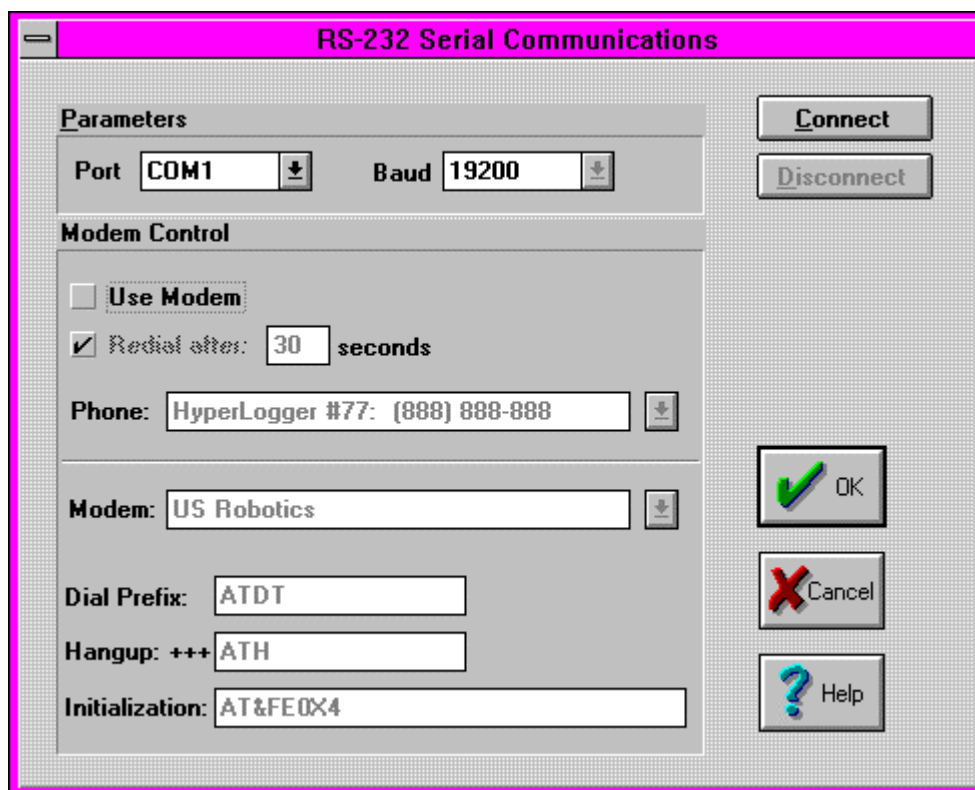 RS-232 Serial Communications
Parameters
Connect
Port COM1 Baud 19200
Disconnect
Modem Control
Use Modem
Redial after: 30 seconds
Phone: HyperLogger #77: (888) 888-888
Modem: US Robotics
OK
Dial Prefix: ATDT
Cancel
Hangup: +++ ATH
Initialization: AT&FE0X4
Help